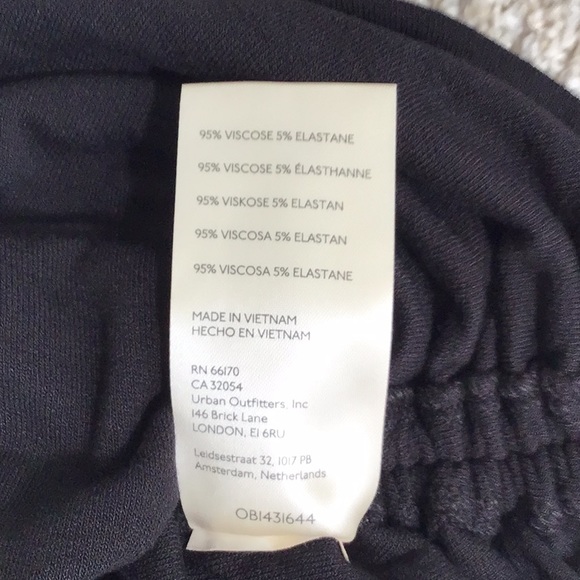 95% VISCOSE 5% ELASTANE
95% VISCOSE 5% ÉLASTHANNE
95% VISKOSE 5% ELASTAN
95% VISCOSA 5% ELASTAN
95% VISCOSA 5% ELASTANE
MADE IN VIETNAM
HECHO EN VIETNAM
RN 66170
CA 32054
Urban Outfitters, Inc
146 Brick Lane
LONDON, E1 6RU
Leidsestraat 32, 1017 PB
Amsterdam, Netherlands
OB1431644